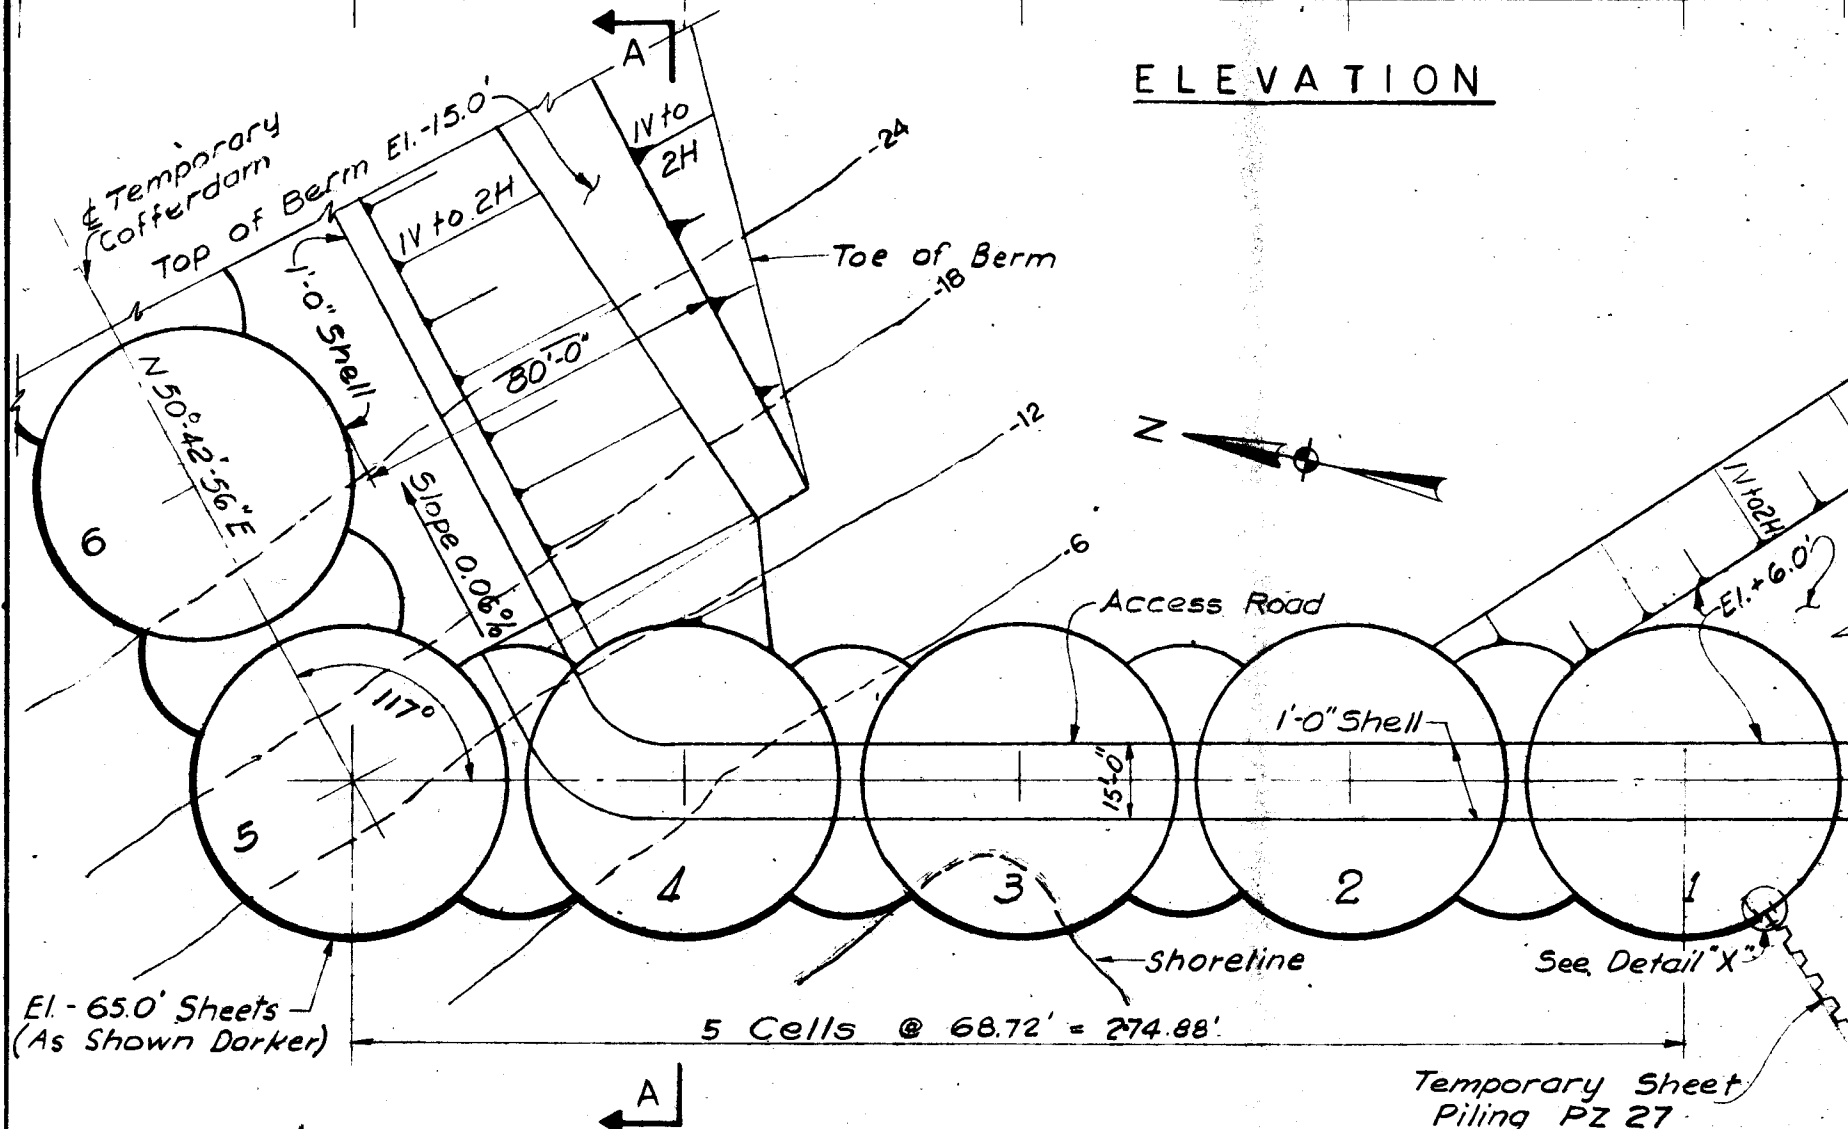 A
ELEVATION
℄ Temporary
Cofferdam
Top of Berm El.-15.0'
1V to
2H
-24
1V to 2H
1'-0" Shell
Toe of Berm
-18
80'-0"
N 50°-42'-56" E
-12
N
Slope 0.06%
6
-6
1V to 2H
El.+6.0'
Access Road
117°
1'-0" Shell
15'-0"
5
4
3
2
1
Shoreline
See Detail "X"
El.-65.0' Sheets
(As Shown Darker)
5 Cells @ 68.72' = 274.88'
A
Temporary Sheet
Piling PZ 27